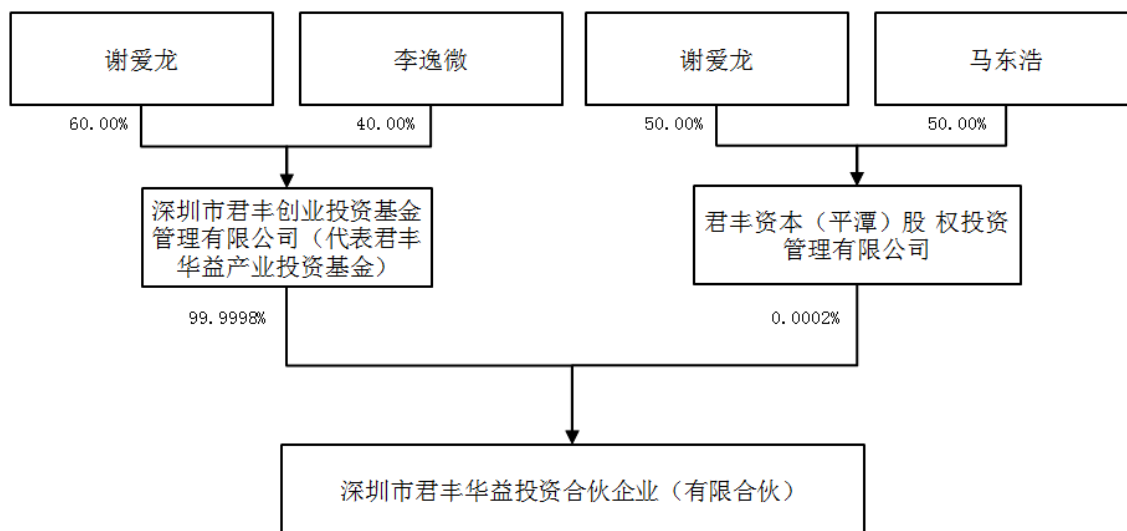 谢爱龙
李逸微
谢爱龙
马东浩
60.00%
40.00%
50.00%
50.00%
深圳市君丰创业投资基金
管理有限公司（代表君丰
华益产业投资基金）
君丰资本（平潭）股 权投资
管理有限公司
99.9998%
0.0002%
深圳市君丰华益投资合伙企业（有限合伙）